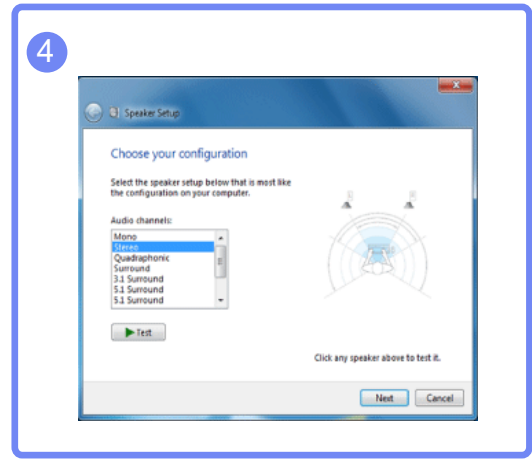 4
Speaker Setup
Choose your configuration
Select the speaker setup below that is most like
the configuration on your computer.
Audio channels:
Mono
Stereo
Quadraphonic
Surround
3.1 Surround
5.1 Surround
5.1 Surround
Test
Click any speaker above to test it.
Next
Cancel